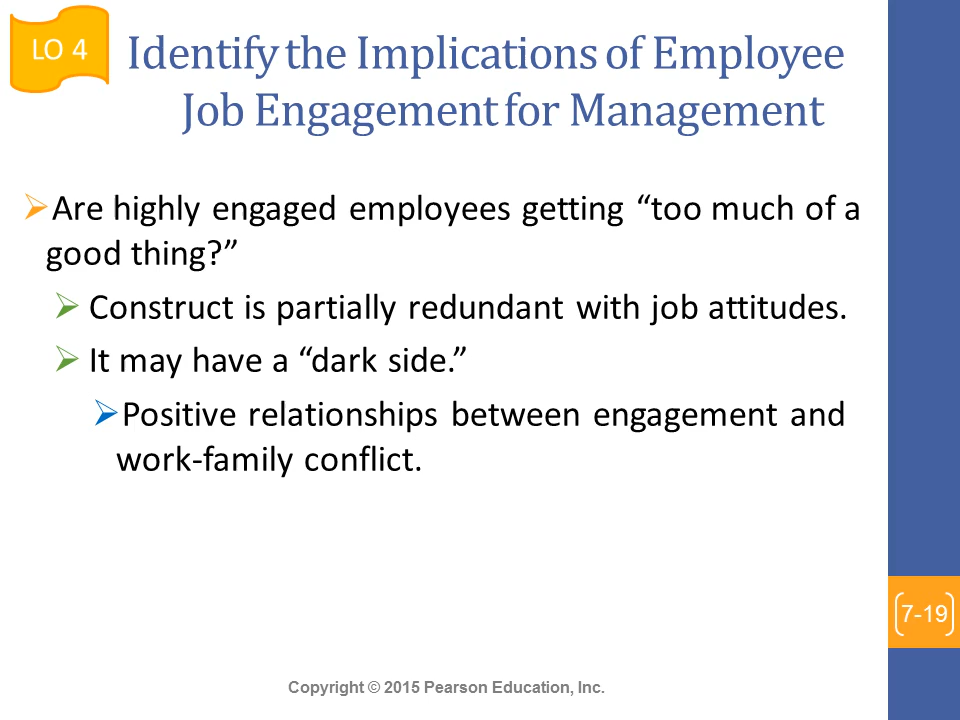 LO 4
Identify the Implications of Employee
Job Engagement for Management
Are highly engaged employees getting “too much of a
good thing?”
Construct is partially redundant with job attitudes.
It may have a “dark side.”
Positive relationships between engagement and
work-family conflict.
7-19
Copyright © 2015 Pearson Education, Inc.